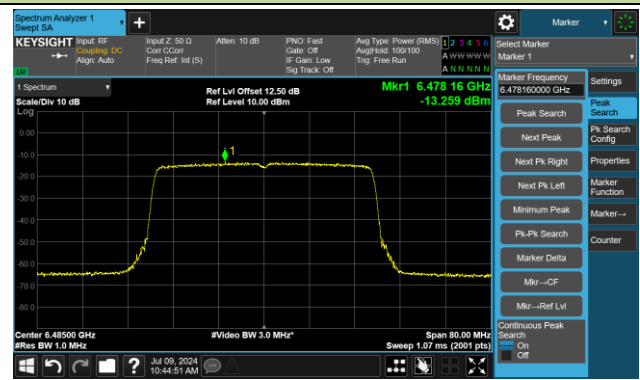 Spectrum Analyzer 1
Swept SA
+
Marker
KEYSIGHT
Input: RF
Coupling: DC
Align: Auto
Input Z: 50 Ω
Corr CCorr
Freq Ref: Int (S)
Atten: 10 dB
PNO: Fast
Gate: Off
IF Gain: Low
Sig Track: Off
Avg Type: Power (RMS)
Avg|Hold: 100/100
Trig: Free Run
1 2 3 4 5 6
A W W W W W
A N N N N N
Select Marker
Marker 1
LXI
1 Spectrum
Scale/Div 10 dB
Log
Ref Lvl Offset 12.50 dB
Ref Level 10.00 dBm
Mkr1 6.478 16 GHz
-13.259 dBm
Marker Frequency
6.478160000 GHz
Peak Search
Next Peak
Next Pk Right
Next Pk Left
Minimum Peak
Pk-Pk Search
Marker Delta
Mkr→CF
Mkr→Ref Lvl
Continuous Peak
Search
On
Off
Settings
Peak
Search
Pk Search
Config
Properties
Marker
Function
Marker→
Counter
0.00
-10.0
-20.0
-30.0
-40.0
-50.0
-60.0
-70.0
-80.0
1
Center 6.48500 GHz
#Res BW 1.0 MHz
#Video BW 3.0 MHz*
Span 80.00 MHz
Sweep 1.07 ms (2001 pts)
?
Jul 09, 2024
10:44:51 AM